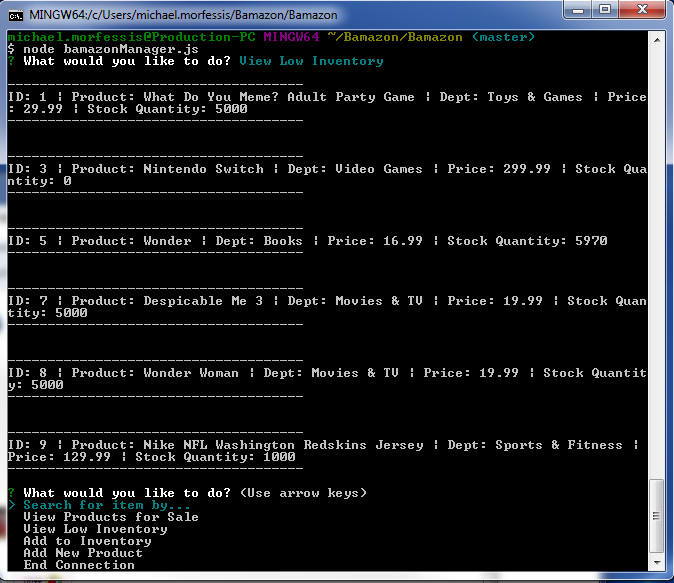 MINGW64:/c/Users/michael.morfessis/Bamazon/Bamazon
michael.morfessis@Production-PC MINGW64 ~/Bamazon/Bamazon (master)
$ node bamazonManager.js
? What would you like to do? View Low Inventory
-------------------------------------
ID: 1 ¦ Product: What Do You Meme? Adult Party Game ¦ Dept: Toys & Games ¦ Price
: 29.99 ¦ Stock Quantity: 5000
-------------------------------------
-------------------------------------
ID: 3 ¦ Product: Nintendo Switch ¦ Dept: Video Games ¦ Price: 299.99 ¦ Stock Qua
ntity: 0
-------------------------------------
-------------------------------------
ID: 5 ¦ Product: Wonder ¦ Dept: Books ¦ Price: 16.99 ¦ Stock Quantity: 5970
-------------------------------------
-------------------------------------
ID: 7 ¦ Product: Despicable Me 3 ¦ Dept: Movies & TV ¦ Price: 19.99 ¦ Stock Quan
tity: 5000
-------------------------------------
-------------------------------------
ID: 8 ¦ Product: Wonder Woman ¦ Dept: Movies & TV ¦ Price: 19.99 ¦ Stock Quantit
y: 5000
-------------------------------------
-------------------------------------
ID: 9 ¦ Product: Nike NFL Washington Redskins Jersey ¦ Dept: Sports & Fitness ¦
Price: 129.99 ¦ Stock Quantity: 1000
-------------------------------------
? What would you like to do? (Use arrow keys)
> Search for item by...
View Products for Sale
View Low Inventory
Add to Inventory
Add New Product
End Connection